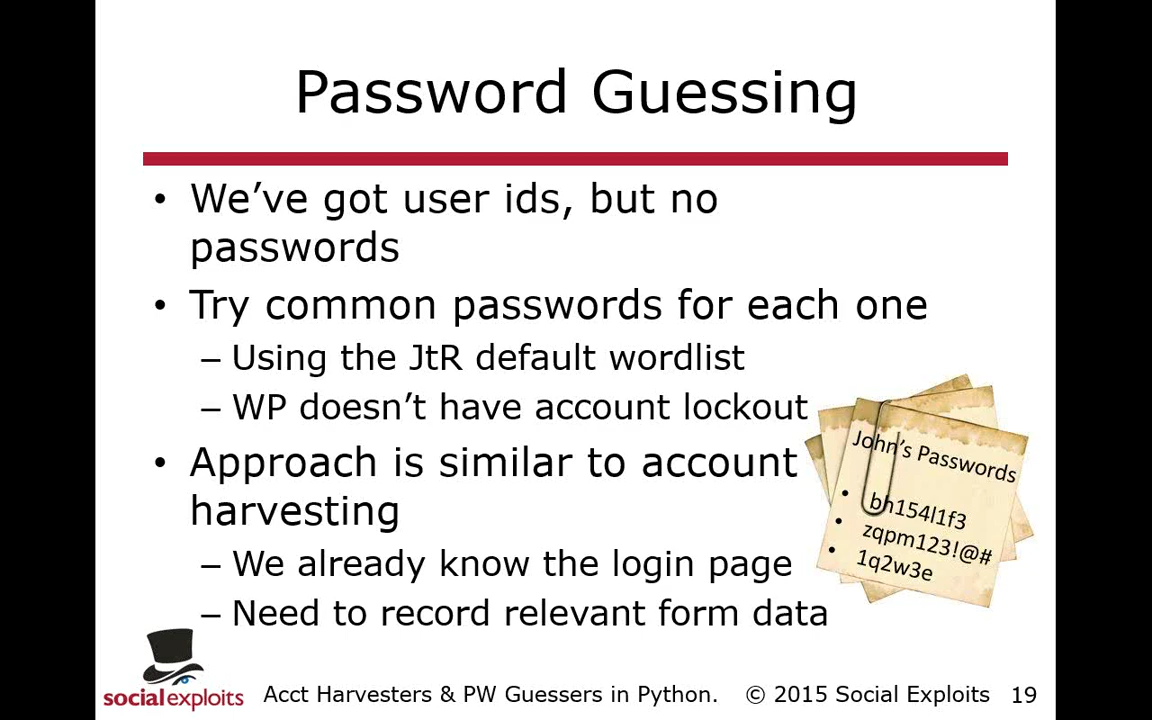 Password Guessing
• We’ve got user ids, but no
passwords
• Try common passwords for each one
– Using the JtR default wordlist
– WP doesn’t have account lockout
• Approach is similar to account
harvesting
– We already know the login page
– Need to record relevant form data
John’s Passwords
• bh154l1f3
• zqpm123!@#
• 1q2w3e
socialexploits
Acct Harvesters & PW Guessers in Python. © 2015 Social Exploits 19